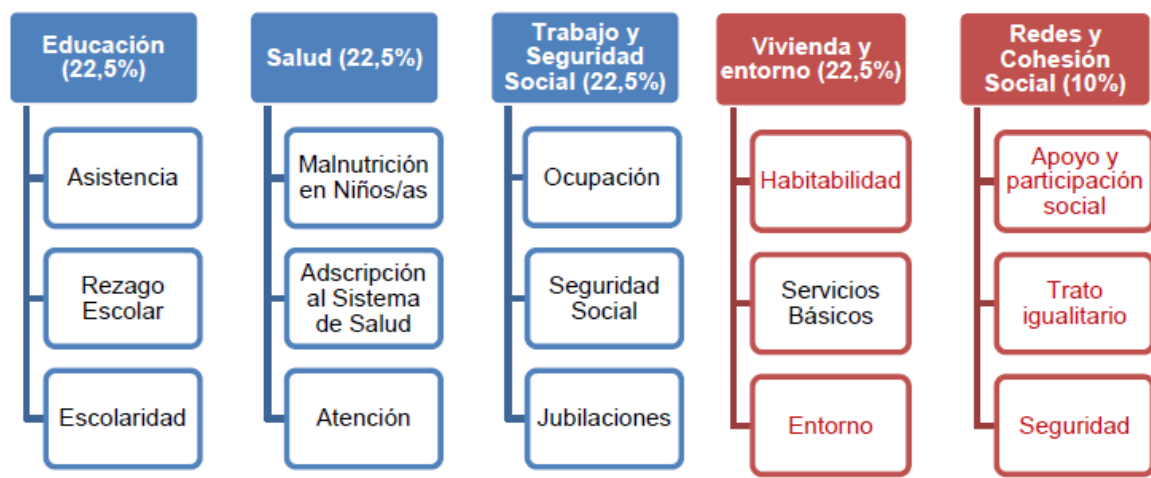 Educación
(22,5%)
Asistencia
Rezago
Escolar
Escolaridad
Salud (22,5%)
Malnutrición
en Niños/as
Adscripción
al Sistema
de Salud
Atención
Trabajo y
Seguridad
Social (22,5%)
Ocupación
Seguridad
Social
Jubilaciones
Vivienda y
entorno (22,5%)
Habitabilidad
Servicios
Básicos
Entorno
Redes y
Cohesión
Social (10%)
Apoyo y
participación
social
Trato
igualitario
Seguridad